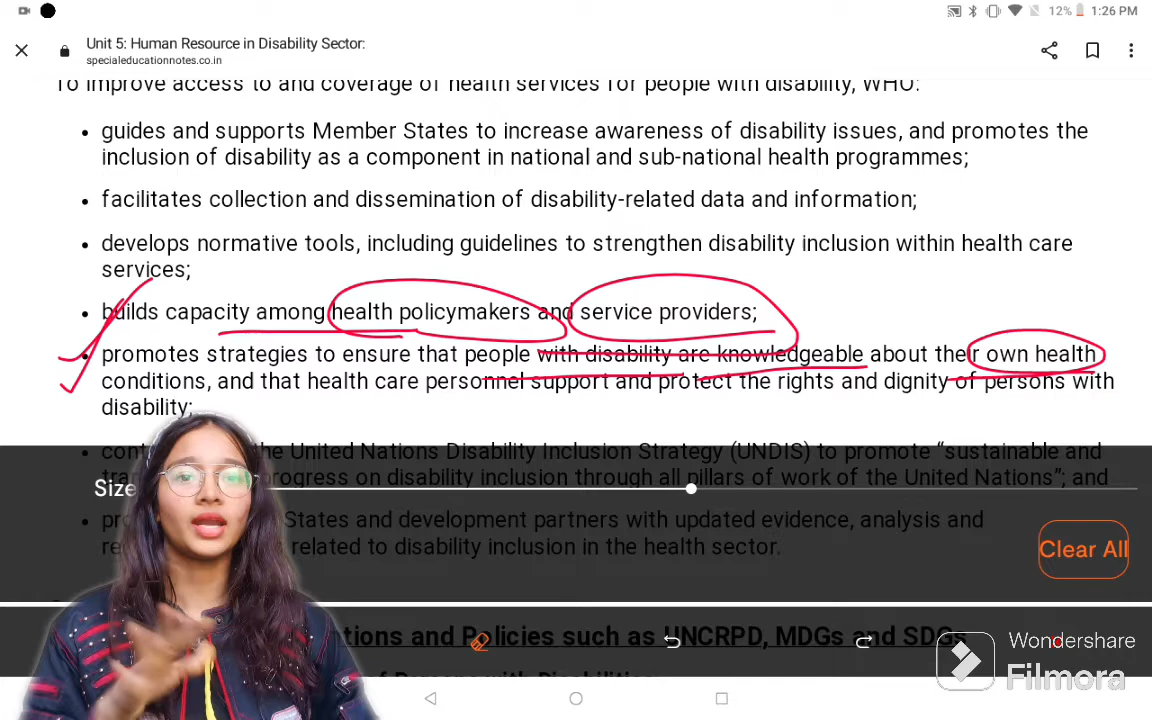 12% 1:26 PM
Unit 5: Human Resource in Disability Sector:
specialeducationnotes.co.in
To improve access to and coverage of health services for people with disability, WHO:
• guides and supports Member States to increase awareness of disability issues, and promotes the
inclusion of disability as a component in national and sub-national health programmes;
• facilitates collection and dissemination of disability-related data and information;
• develops normative tools, including guidelines to strengthen disability inclusion within health care
services;
• builds capacity among health policymakers and service providers;
• promotes strategies to ensure that people with disability are knowledgeable about their own health
conditions, and that health care personnel support and protect the rights and dignity of persons with
disability;
• the United Nations Disability Inclusion Strategy (UNDIS) to promote “sustainable and
progress on disability inclusion through all pillars of work of the United Nations”; and
Size
• States and development partners with updated evidence, analysis and
related to disability inclusion in the health sector.
Clear All
and Policies such as UNCRPD, MDGs and SDGs
Wondershare
Filmora